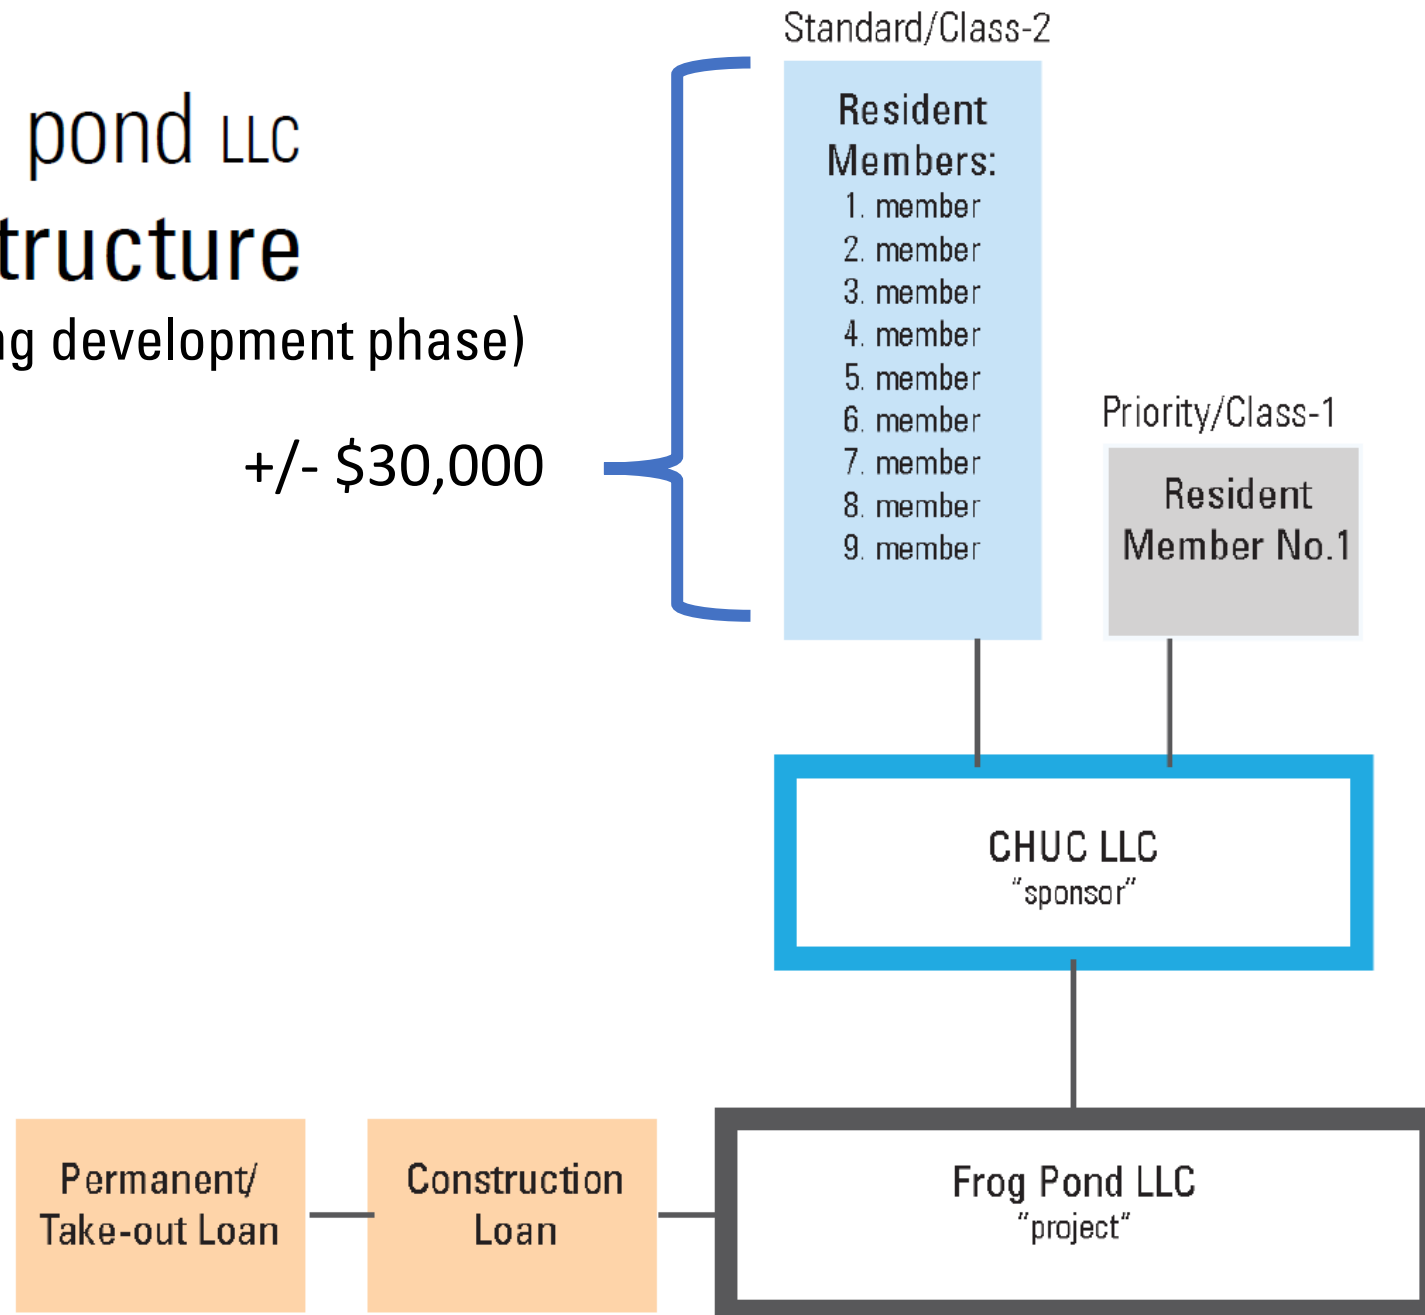 pond LLC
tructure
ng development phase)
+/- $30,000
Standard/Class-2
Resident
Members:
1. member
2. member
3. member
4. member
5. member
6. member
7. member
8. member
9. member
Priority/Class-1
Resident
Member No.1
CHUC LLC
"sponsor"
Permanent/
Take-out Loan
Construction
Loan
Frog Pond LLC
"project"